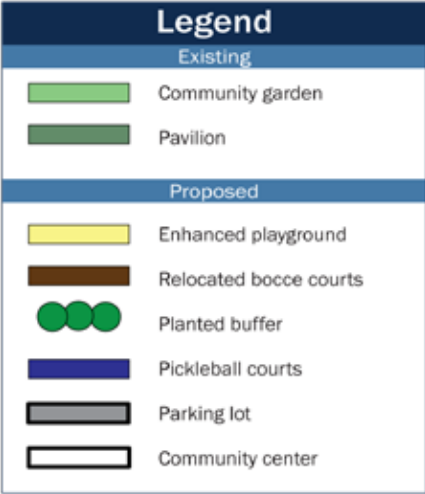 Legend
Existing
Community garden
Pavilion
Proposed
Enhanced playground
Relocated bocce courts
Planted buffer
Pickleball courts
Parking lot
Community center